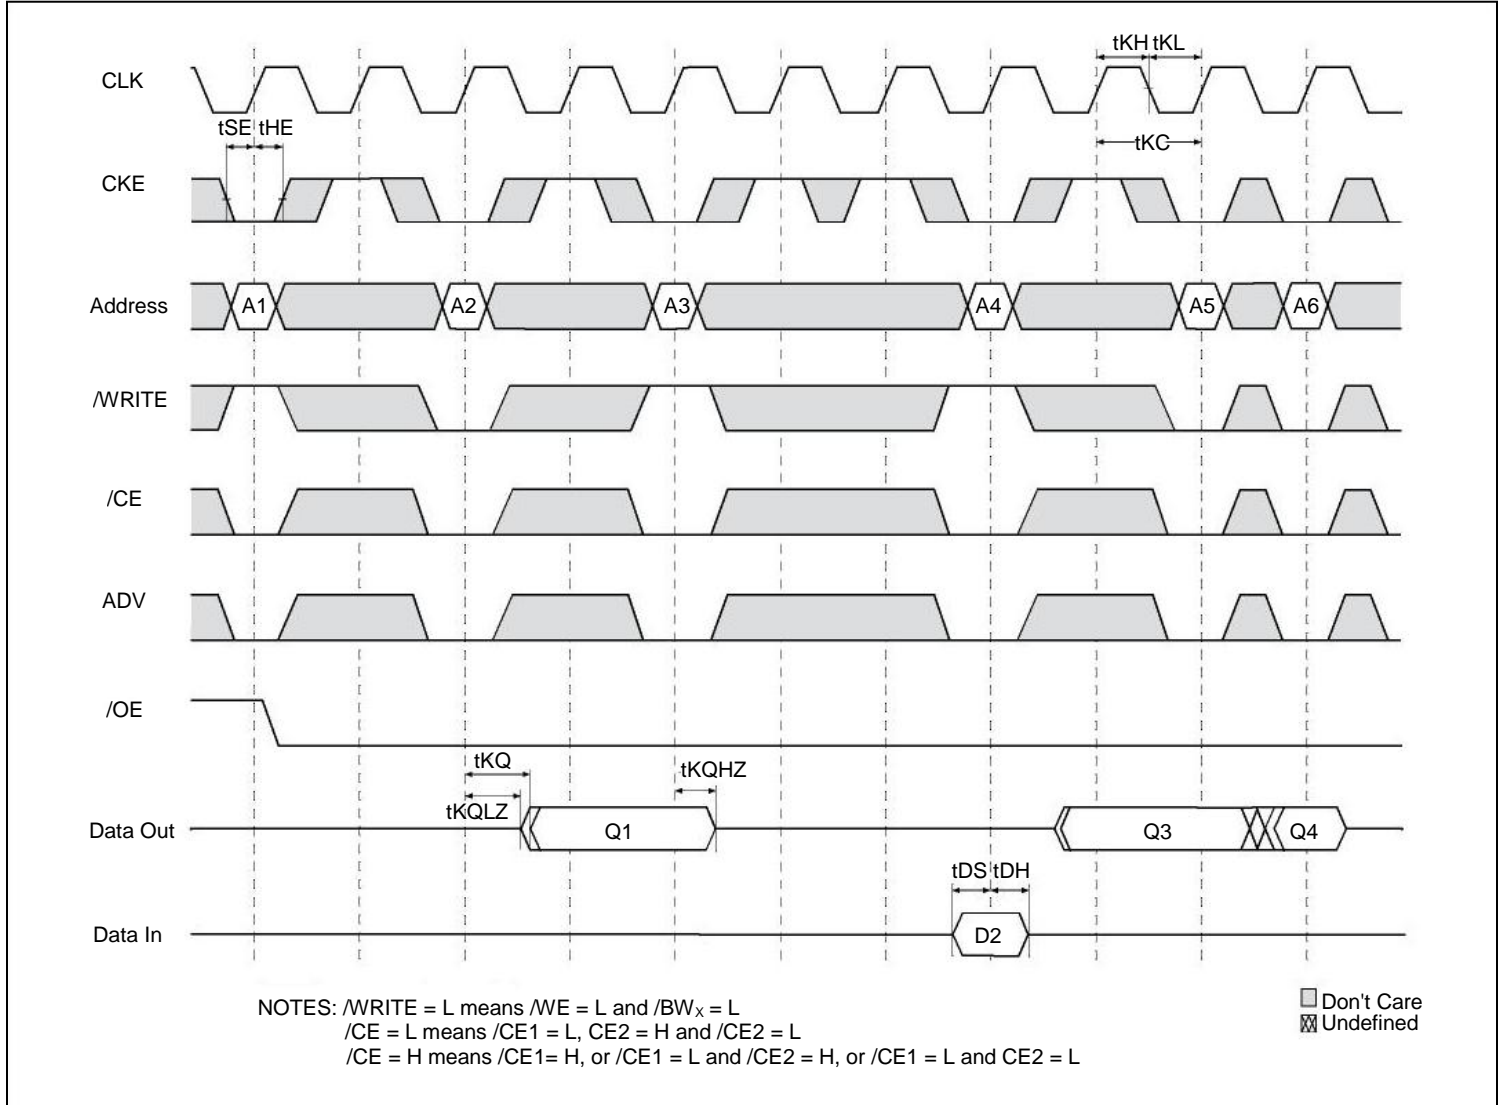 tKH tKL
CLK
tSE tHE
tKC
CKE
Address A1 A2 A3 A4 A5 A6
/WRITE
/CE
ADV
/OE
tKQ
tKQHZ
tKQLZ
Data Out Q1 Q3 Q4
tDS tDH
Data In D2
NOTES: /WRITE = L means /WE = L and /BWX = L
/CE = L means /CE1 = L, CE2 = H and /CE2 = L
/CE = H means /CE1= H, or /CE1 = L and /CE2 = H, or /CE1 = L and CE2 = L
Don't Care
Undefined